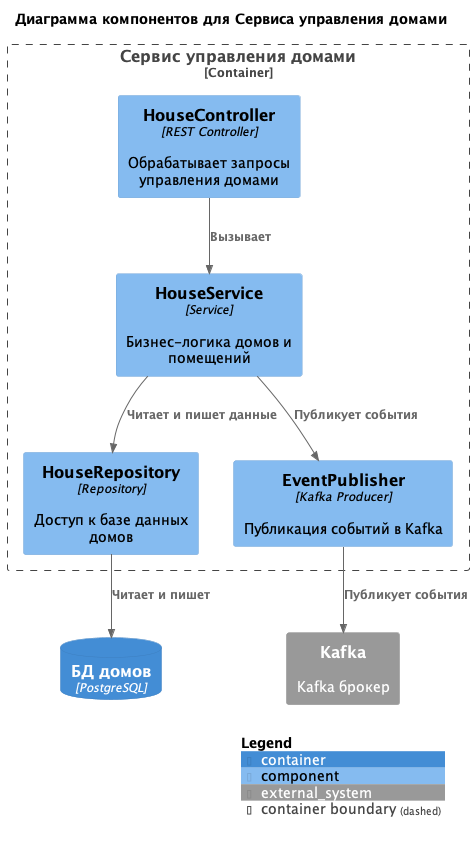 Диаграмма компонентов для Сервиса управления домами
Сервис управления домами
[Container]
HouseController
[REST Controller]
Обрабатывает запросы
управления домами
Вызывает
HouseService
[Service]
Бизнес-логика домов и
помещений
Читает и пишет данные
Публикует события
HouseRepository
[Repository]
Доступ к базе данных
домов
EventPublisher
[Kafka Producer]
Публикация событий в Kafka
Читает и пишет
Публикует события
БД домов
[PostgreSQL]
Kafka
Kafka брокер
Legend
container
component
external_system
container boundary (dashed)